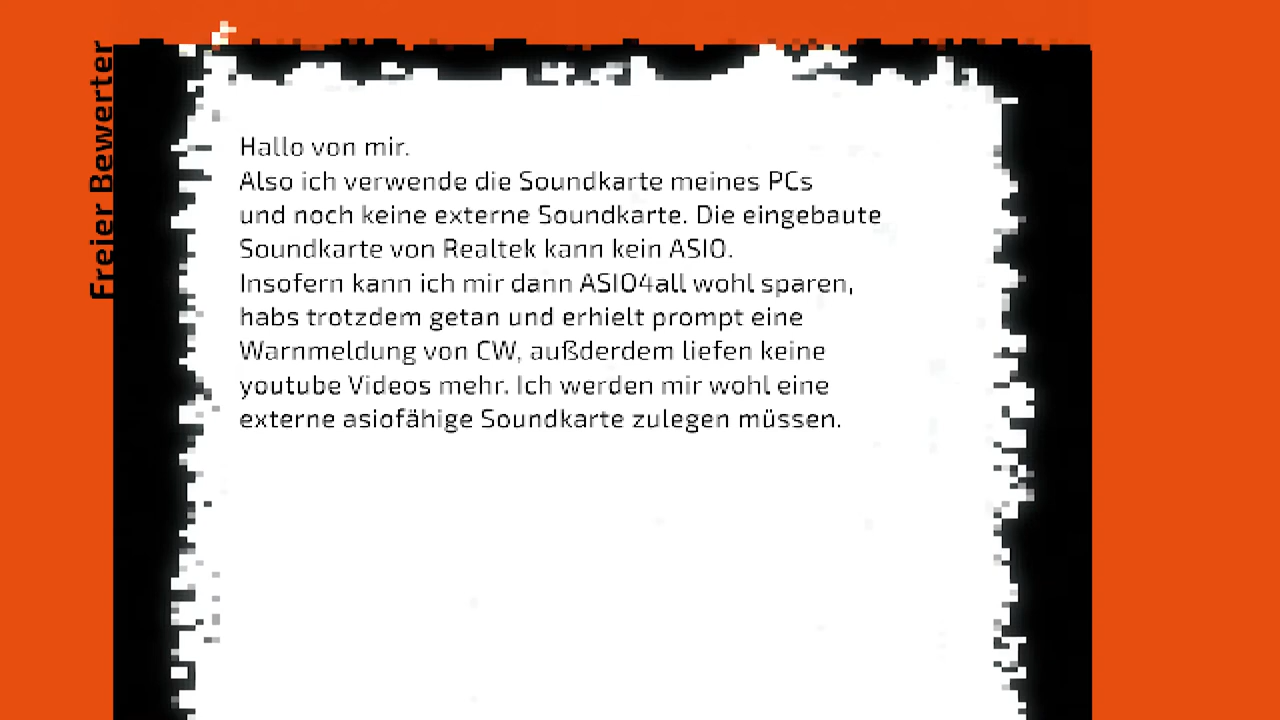 Freier Bewerter
Hallo von mir.
Also ich verwende die Soundkarte meines PCs
und noch keine externe Soundkarte. Die eingebaute
Soundkarte von Realtek kann kein ASIO.
Insofern kann ich mir dann ASIO4all wohl sparen,
habs trotzdem getan und erhielt prompt eine
Warnmeldung von CW, außderdem liefen keine
youtube Videos mehr. Ich werden mir wohl eine
externe asiofähige Soundkarte zulegen müssen.